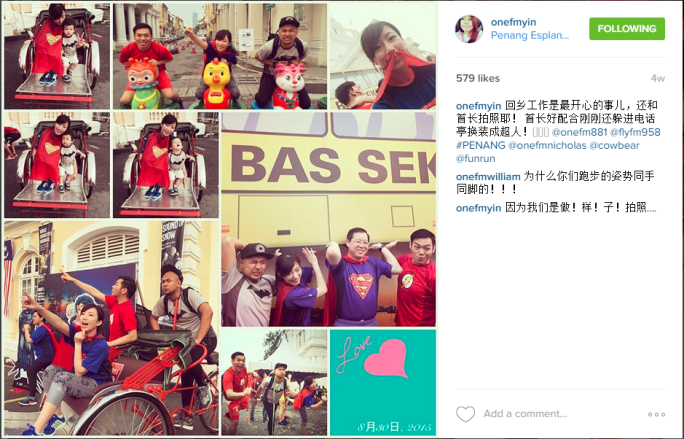 BAS SEK
Love
8月30日, 2015
onefmyin
Penang Esplan...
FOLLOWING
579 likes
4w
onefmyin 回乡工作是最开心的事儿，还和
首长拍照耶！ 首长好配合刚刚还躲进电话
亭换装成超人！ @onefm881 @flyfm958
#PENANG @onefmnicholas @cowbear
@funrun
onefmwilliam 为什么你们跑步的姿势同手
同脚的！！！
onefmyin 因为我们是做！样！子！拍照....
Add a comment...